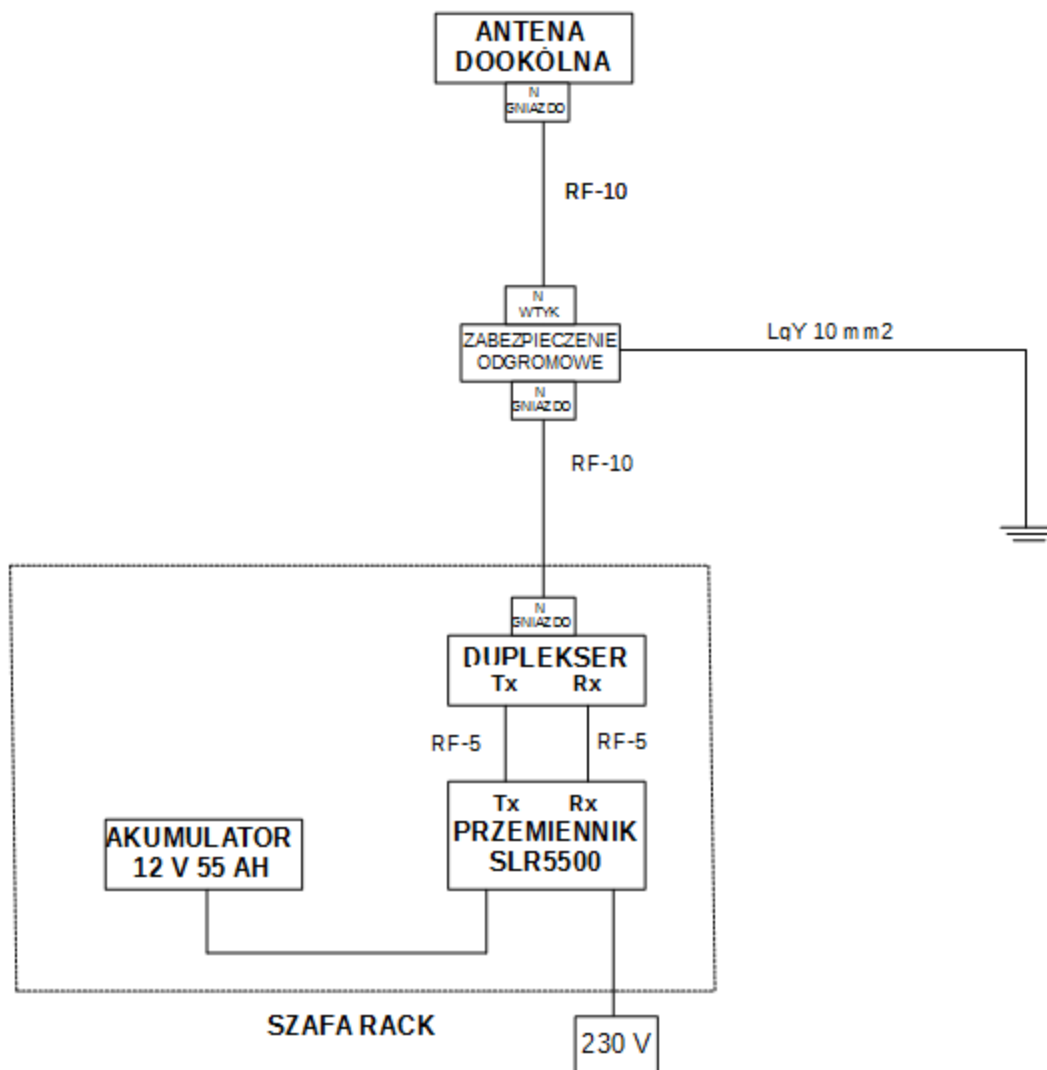 ANTENA
DOOKÓLNA
N
GNIAZDO
RF-10
N
WTYK
ZABEZPIECZENIE
ODGROMOWE
LgY 10 mm2
N
GNIAZDO
RF-10
N
GNIAZDO
DUPLEKSER
Tx Rx
RF-5 RF-5
Tx Rx
PRZEMIENNIK
SLR5500
AKUMULATOR
12 V 55 AH
SZAFA RACK
230 V